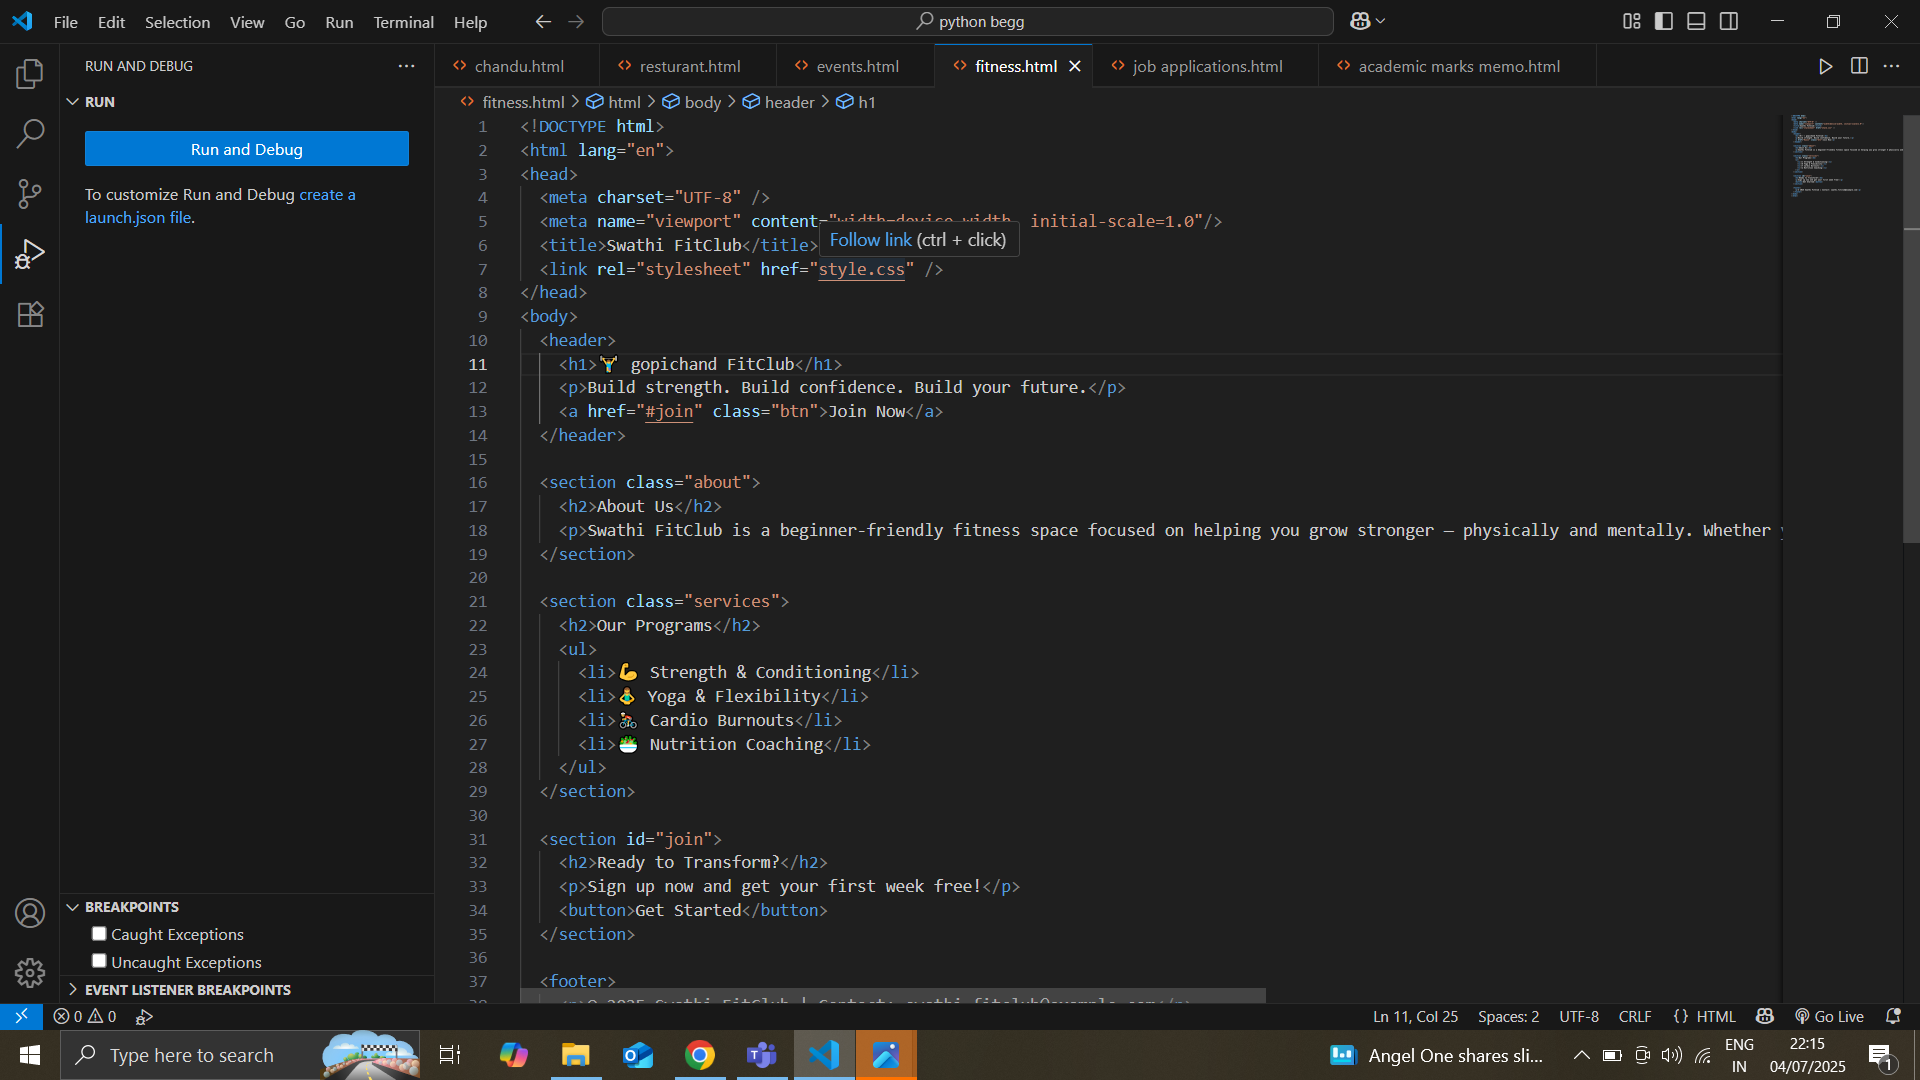 File Edit Selection View Go Run Terminal Help
python begg
RUN AND DEBUG
RUN
Run and Debug
To customize Run and Debug create a
launch.json file.
BREAKPOINTS
Caught Exceptions
Uncaught Exceptions
EVENT LISTENER BREAKPOINTS
chandu.html resturant.html events.html fitness.html job applications.html academic marks memo.html
fitness.html > html > body > header > h1
1 <!DOCTYPE html>
2 <html lang="en">
3 <head>
4 <meta charset="UTF-8" />
5 <meta name="viewport" content="width=device-width, initial-scale=1.0"/>
6 <title>Swathi FitClub</title>
Follow link (ctrl + click)
7 <link rel="stylesheet" href="style.css" />
8 </head>
9 <body>
10 <header>
11 <h1>🏋️ gopichand FitClub</h1>
12 <p>Build strength. Build confidence. Build your future.</p>
13 <a href="#join" class="btn">Join Now</a>
14 </header>
15
16 <section class="about">
17 <h2>About Us</h2>
18 <p>Swathi FitClub is a beginner-friendly fitness space focused on helping you grow stronger — physically and mentally. Whether
19 </section>
20
21 <section class="services">
22 <h2>Our Programs</h2>
23 <ul>
24 <li>💪 Strength & Conditioning</li>
25 <li>🧘 Yoga & Flexibility</li>
26 <li>🚴 Cardio Burnouts</li>
27 <li>🥗 Nutrition Coaching</li>
28 </ul>
29 </section>
30
31 <section id="join">
32 <h2>Ready to Transform?</h2>
33 <p>Sign up now and get your first week free!</p>
34 <button>Get Started</button>
35 </section>
36
37 <footer>
0 0
Ln 11, Col 25 Spaces: 2 UTF-8 CRLF {} HTML Go Live
Type here to search
Angel One shares sli...
ENG
IN
22:15
04/07/2025
1